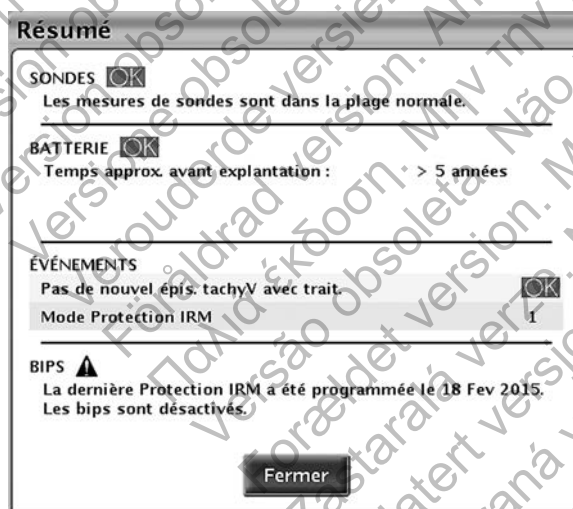 Résumé
SONDES OK
Les mesures de sondes sont dans la plage normale.
BATTERIE OK
Temps approx. avant explantation : > 5 années
ÉVÉNEMENTS
Pas de nouvel épis. tachyV avec trait. OK
Mode Protection IRM 1
BIPS
La dernière Protection IRM a été programmée le 18 Fev 2015.
Les bips sont désactivés.
Fermer